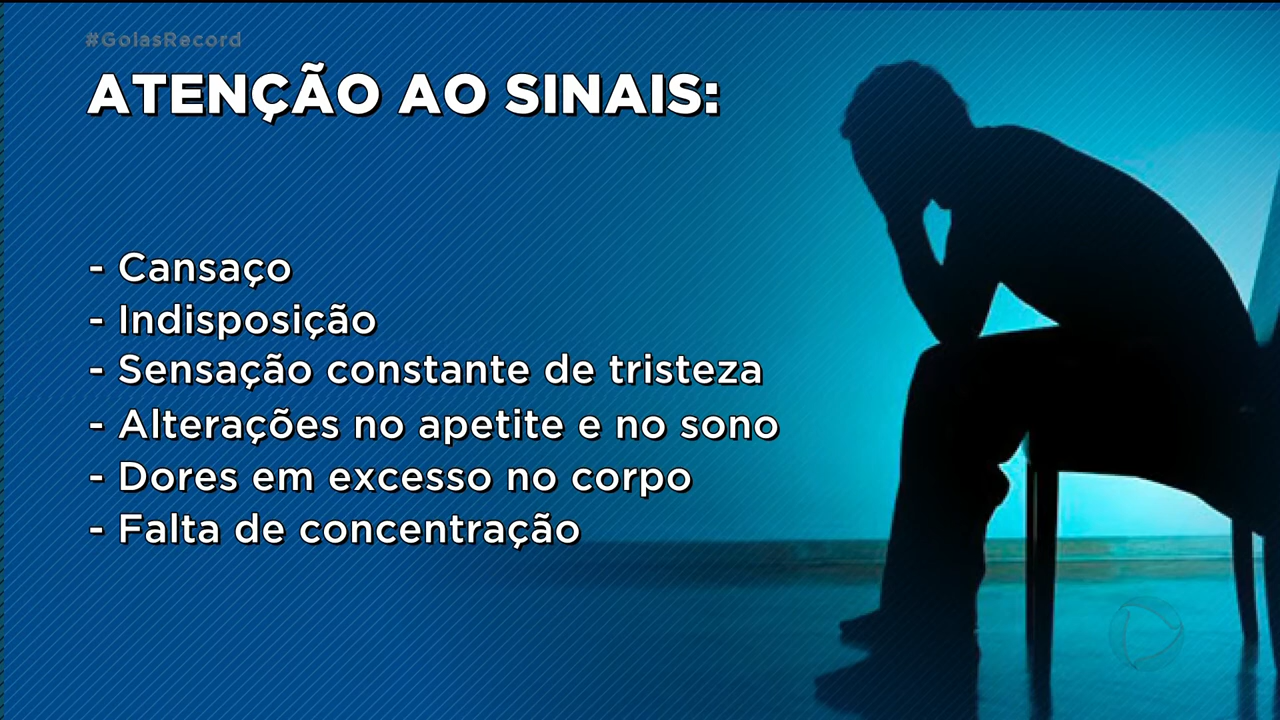 #GoiasRecord
ATENÇÃO AO SINAIS:
- Cansaço
- Indisposição
- Sensação constante de tristeza
- Alterações no apetite e no sono
- Dores em excesso no corpo
- Falta de concentração